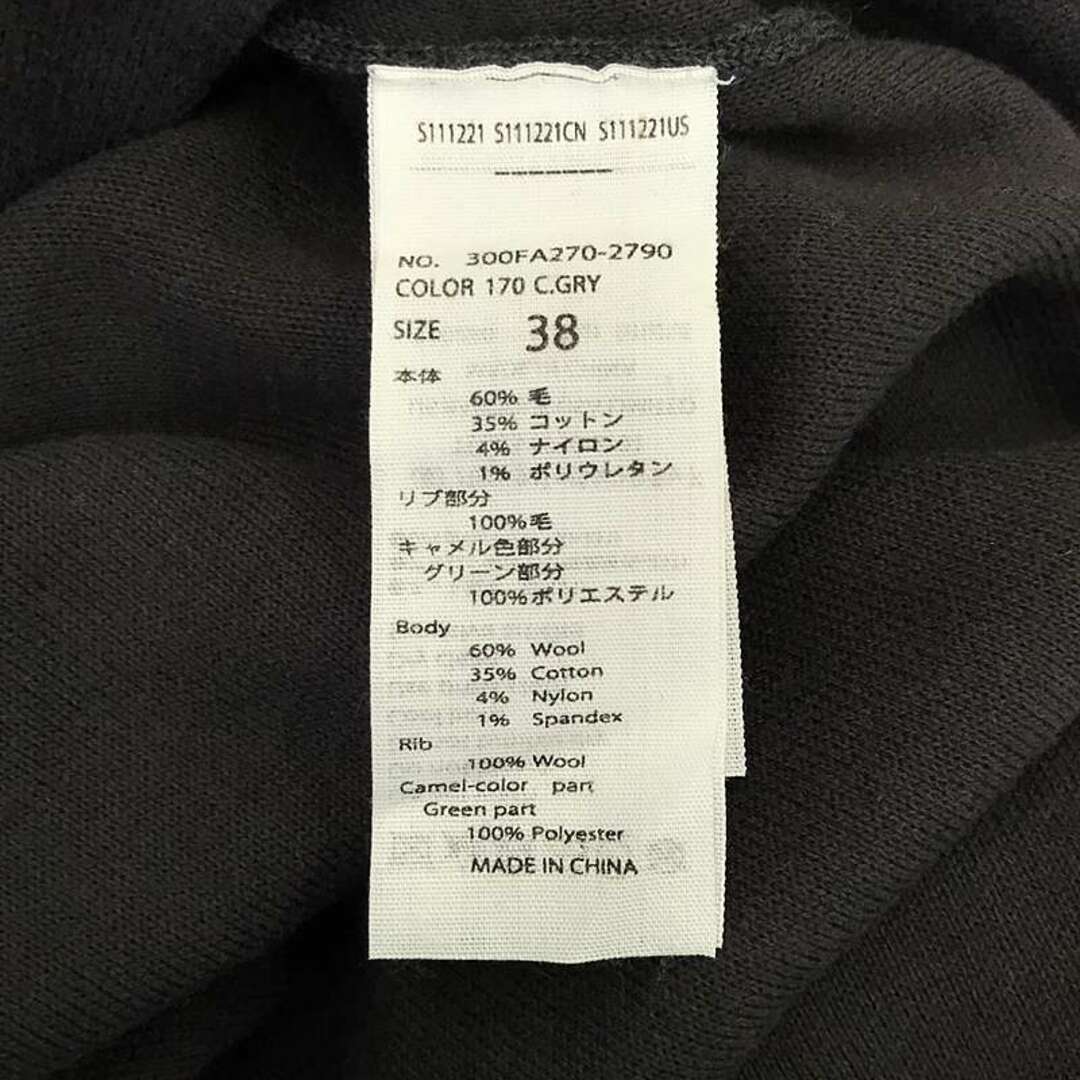 S111221 S111221CN S111221US
--------
NO. 300FA270-2790
COLOR 170 C.GRY
SIZE 38
本体
60% 毛
35% コットン
4% ナイロン
1% ポリウレタン
リブ部分
100%毛
キャメル色部分
グリーン部分
100%ポリエステル
Body
60% Wool
35% Cotton
4% Nylon
1% Spandex
Rib
100% Wool
Camel-color part
Green part
100% Polyester
MADE IN CHINA